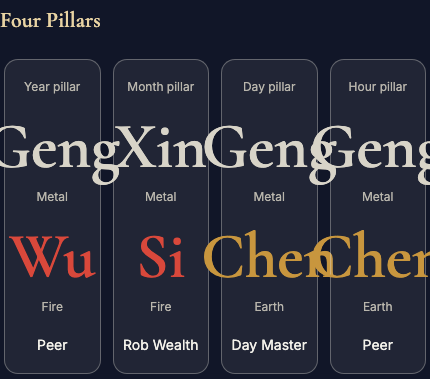 Four Pillars
Year pillar Month pillar Day pillar Hour pillar
Geng Xin Geng Geng
Metal Metal Metal Metal
Wu Si Chen Chen
Fire Fire Earth Earth
Peer Rob Wealth Day Master Peer